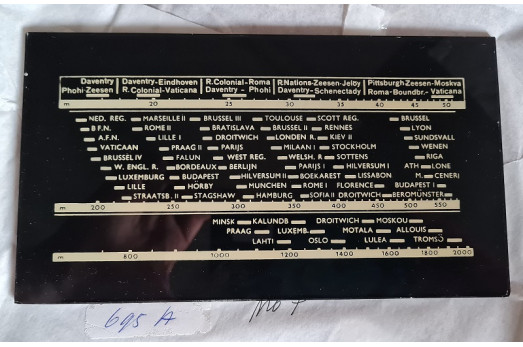 Daventry Daventry-Eindhoven R.Colonial-Roma R.Nations-Zeesen-Jelöy Pittsburgh Zeesen-Moskva
Phohi-Zeesen R. Colonial-Vaticana Daventry - Phohi Daventry-Schenectady Roma-Boundbr.- Vaticana
m 20 25 30 35 40 45 50
NED. REG. MARSEILLE II BRUSSEL III TOULOUSE SCOTT REG. BRUSSEL
B F.N. ROME II BRATISLAVA BRUSSEL II RENNES LYON
A.F.N. LILLE I DROITWICH LONDEN R. KIEV II SUNDSVALL
VATICAAN PRAAG II PARIJS MILAAN I STOCKHOLM WENEN
BRUSSEL IV FALUN WEST REG. WELSH. R SOTTENS RIGA
W. ENGL. R. BORDEAUX BERLIJN PARIJS I HILVERSUM I ATH LONE
LUXEMBURG BUDAPEST HILVERSUM II BOEKAREST LISSABON M. CENERI
LILLE HÖRBY MUNCHEN ROME I FLORENCE BUDAPEST I
STRAATSB. II STAGSHAW HAMBURG SOFIA II DROITWICH BEROMÜNSTER
m 200 250 300 350 400 450 500 550
MINSK KALUNDB. DROITWICH MOSKOU
PRAAG LUXEMB. MOTALA ALLOUIS
LAHTI OSLO LULEA TROMSÖ
m 800 1000 1200 1400 1600 1800 2000
695 A